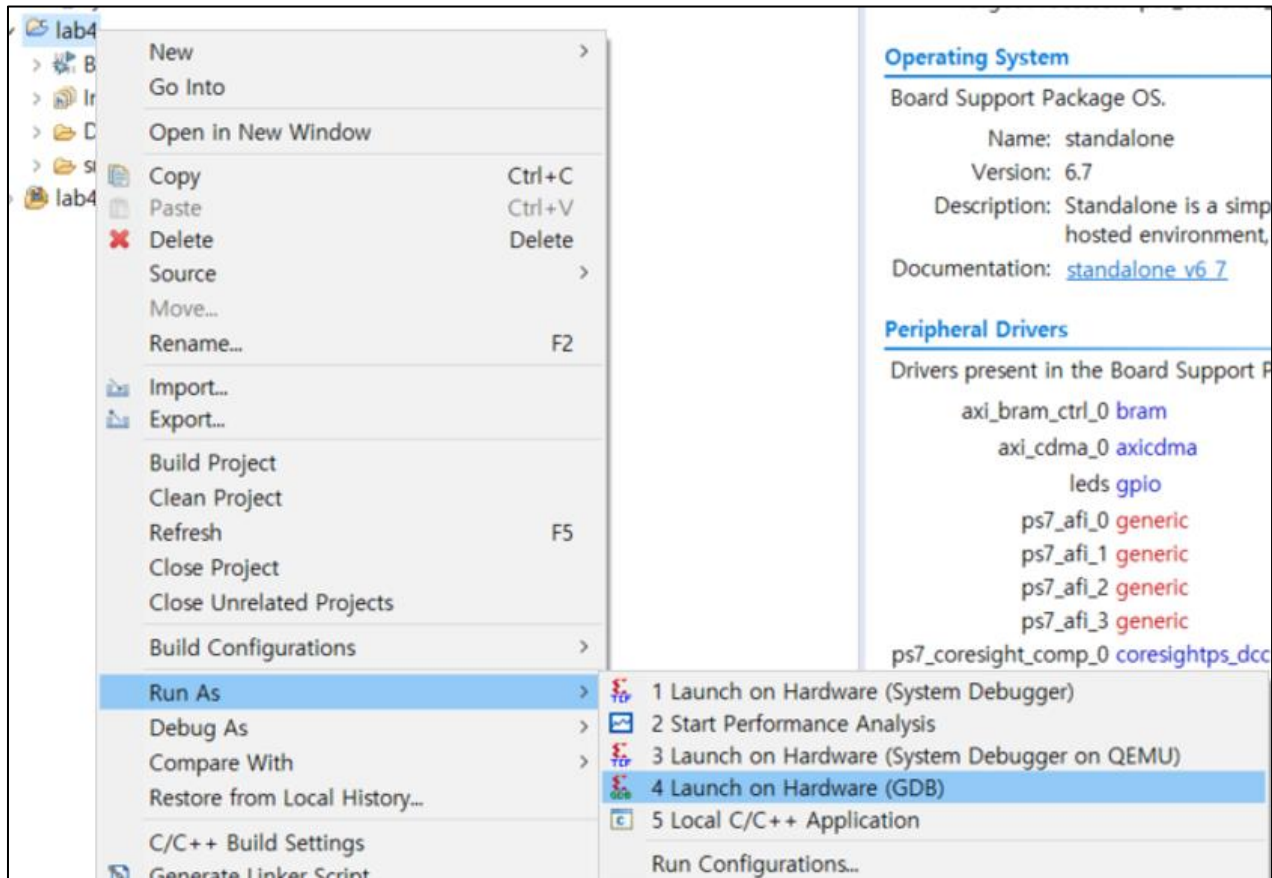 lab4
New
Go Into
Open in New Window
Copy Ctrl+C
Paste Ctrl+V
Delete Delete
Source
Move...
Rename... F2
Import...
Export...
Build Project
Clean Project
Refresh F5
Close Project
Close Unrelated Projects
Build Configurations
Run As
Debug As
Compare With
Restore from Local History...
C/C++ Build Settings
Generate Linker Script
lab4
1 Launch on Hardware (System Debugger)
2 Start Performance Analysis
3 Launch on Hardware (System Debugger on QEMU)
4 Launch on Hardware (GDB)
5 Local C/C++ Application
Run Configurations...
Operating System
Board Support Package OS.
Name: standalone
Version: 6.7
Description: Standalone is a simp
hosted environment,
Documentation: standalone_v6_7
Peripheral Drivers
Drivers present in the Board Support P
axi_bram_ctrl_0 bram
axi_cdma_0 axicdma
leds gpio
ps7_afi_0 generic
ps7_afi_1 generic
ps7_afi_2 generic
ps7_afi_3 generic
ps7_coresight_comp_0 coresightps_dcc